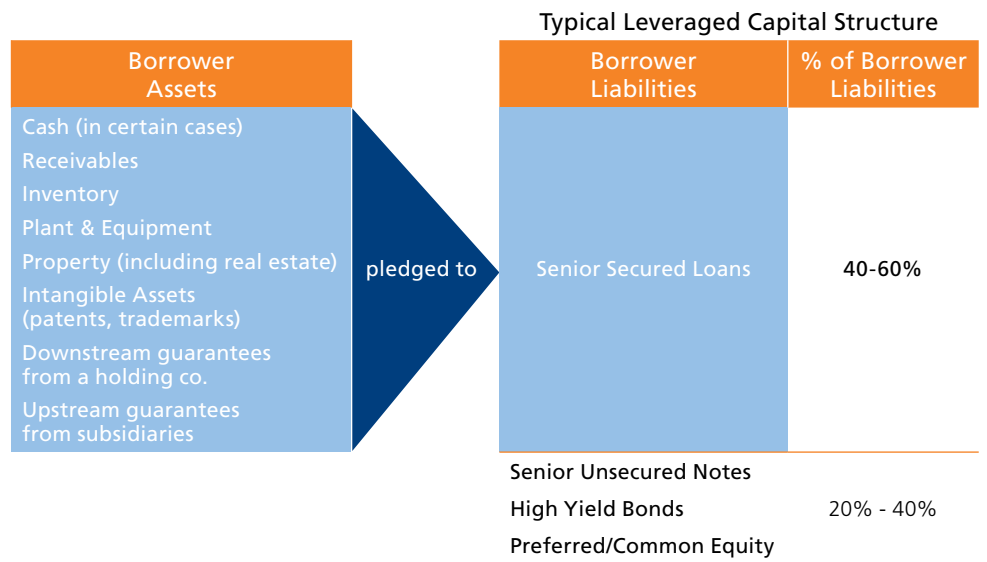 Typical Leveraged Capital Structure
Borrower
Assets
Borrower
Liabilities
% of Borrower
Liabilities
Cash (in certain cases)
Receivables
Inventory
Plant & Equipment
Property (including real estate)
Intangible Assets
(patents, trademarks)
Downstream guarantees
from a holding co.
Upstream guarantees
from subsidiaries
pledged to
Senior Secured Loans
40-60%
Senior Unsecured Notes
High Yield Bonds
20% - 40%
Preferred/Common Equity